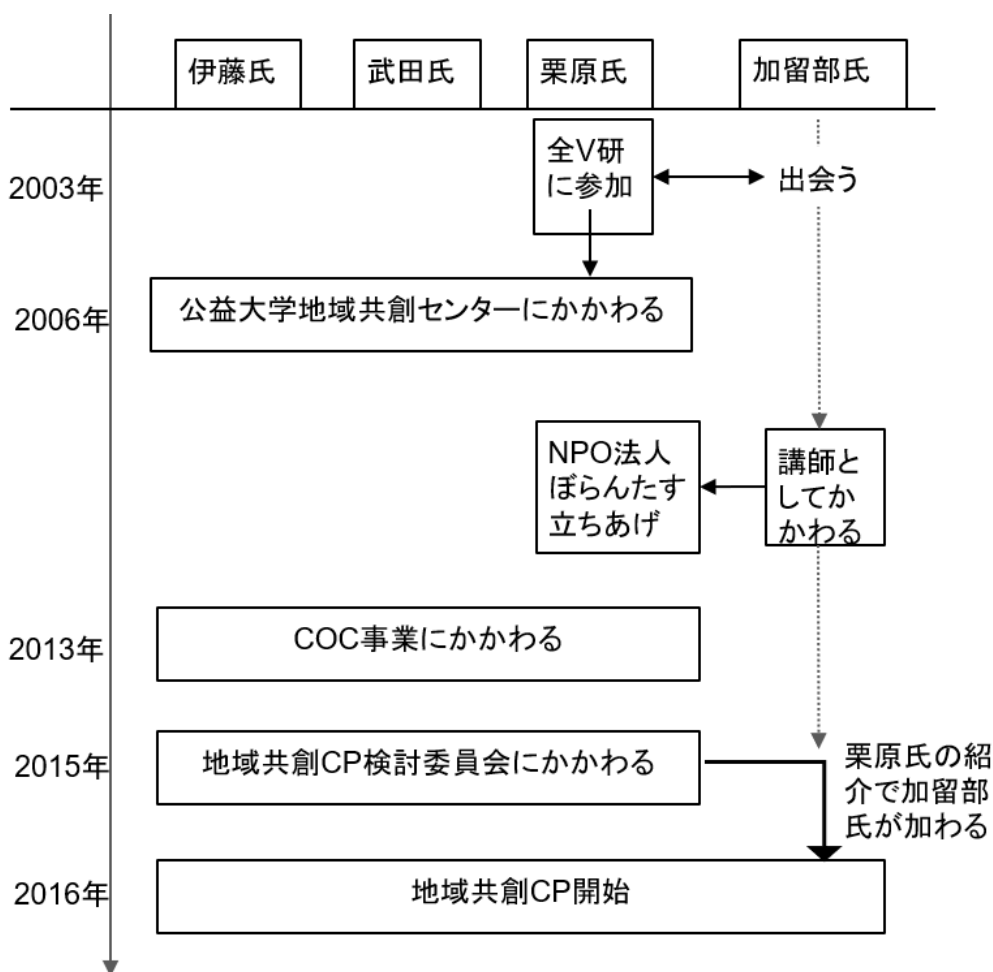 伊藤氏
武田氏
栗原氏
加留部氏
2003年
全V研
に参加
出会う
2006年
公益大学地域共創センターにかかわる
NPO法人
ぼらんたす
立ちあげ
講師と
してか
かわる
2013年
COC事業にかかわる
2015年
地域共創CP検討委員会にかかわる
栗原氏の紹
介で加留部
氏が加わる
2016年
地域共創CP開始